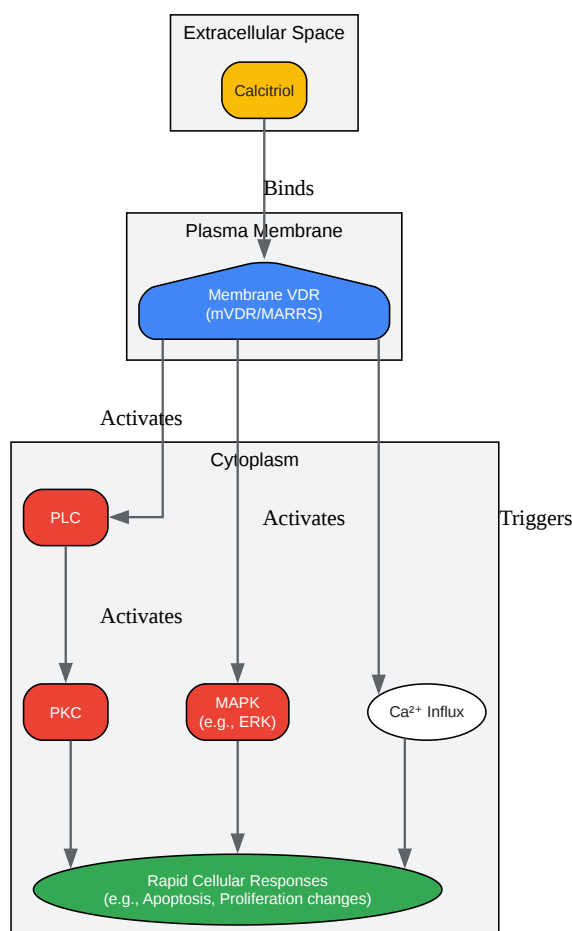 Extracellular Space
Calcitriol
Binds
Plasma Membrane
Membrane VDR
(mVDR/MARRS)
Activates
Cytoplasm
PLC
Activates
Triggers
Activates
PKC
MAPK
(e.g., ERK)
Ca²⁺ Influx
Rapid Cellular Responses
(e.g., Apoptosis, Proliferation changes)